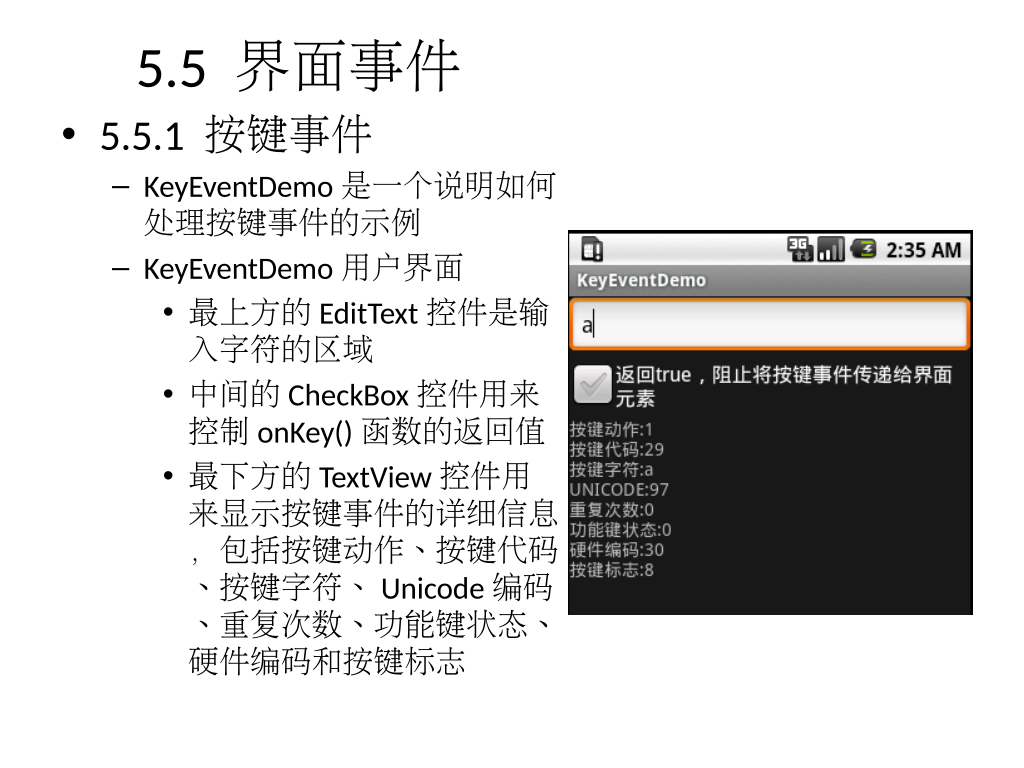 5.5 界面事件
• 5.5.1 按键事件
– KeyEventDemo 是一个说明如何
处理按键事件的示例
– KeyEventDemo 用户界面
• 最上方的 EditText 控件是输
入字符的区域
• 中间的 CheckBox 控件用来
控制 onKey() 函数的返回值
• 最下方的 TextView 控件用
来显示按键事件的详细信息
，包括按键动作、按键代码
、按键字符、 Unicode 编码
、重复次数、功能键状态、
硬件编码和按键标志
3G 2:35 AM
KeyEventDemo
a
返回true，阻止将按键事件传递给界面
元素
按键动作:1
按键代码:29
按键字符:a
UNICODE:97
重复次数:0
功能键状态:0
硬件编码:30
按键标志:8